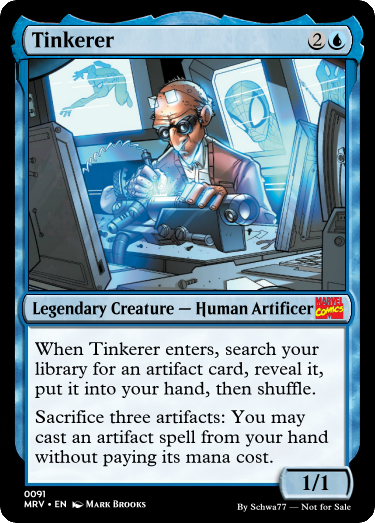 Tinkerer 2
Legendary Creature — Human Artificer MARVEL COMICS
When Tinkerer enters, search your
library for an artifact card, reveal it,
put it into your hand, then shuffle.
Sacrifice three artifacts: You may
cast an artifact spell from your hand
without paying its mana cost.
1/1
0091
MRV • EN Mark Brooks
By Schwa77 — Not for Sale